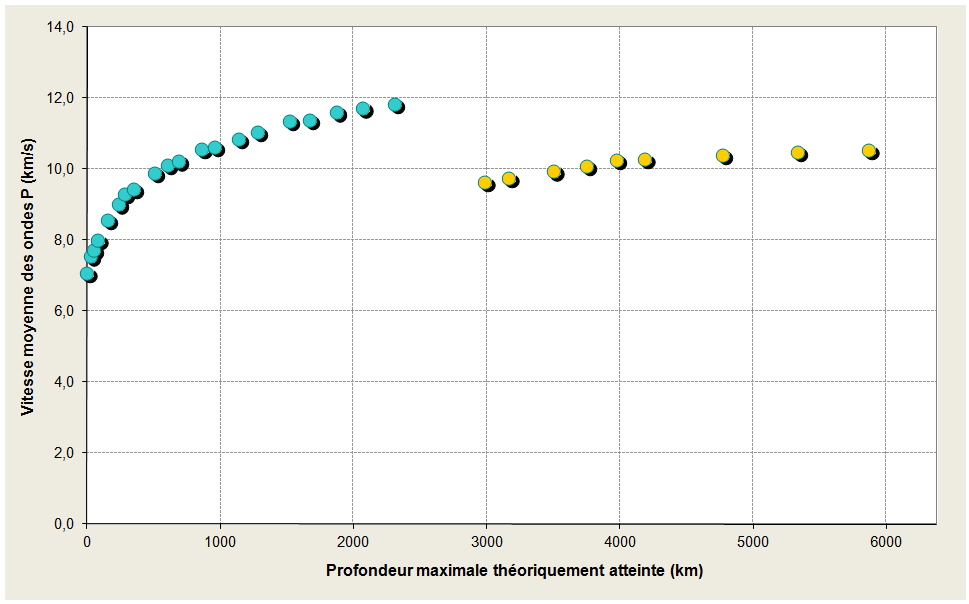 14,0
12,0
10,0
8,0
6,0
4,0
2,0
0,0
Vitesse moyenne des ondes P (km/s)
0 1000 2000 3000 4000 5000 6000
Profondeur maximale théoriquement atteinte (km)